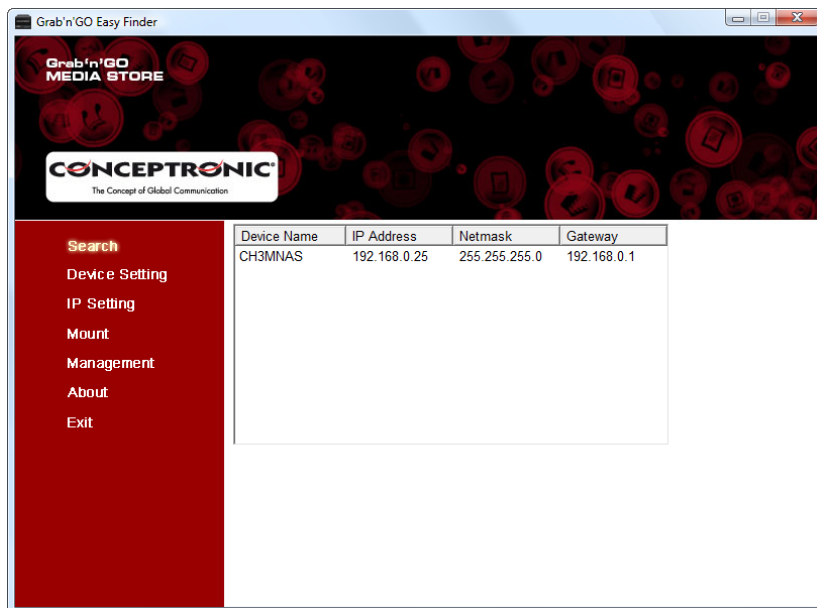 Grab'n'GO Easy Finder
Grab'n'GO
MEDIA STORE
CONCEPTRONIC
The Concept of Global Communication
Search
Device Setting
IP Setting
Mount
Management
About
Exit
Device Name IP Address Netmask Gateway
CH3MNAS 192.168.0.25 255.255.255.0 192.168.0.1